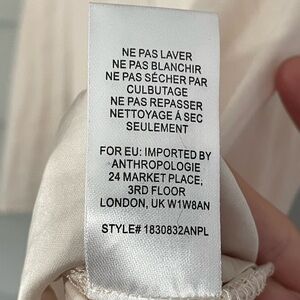 NE PAS LAVER
NE PAS BLANCHIR
NE PAS SÉCHER PAR
CULBUTAGE
NE PAS REPASSER
NETTOYAGE À SEC
SEULEMENT
FOR EU: IMPORTED BY
ANTHROPOLOGIE
24 MARKET PLACE,
3RD FLOOR
LONDON, UK W1W8AN
STYLE# 1830832ANPL